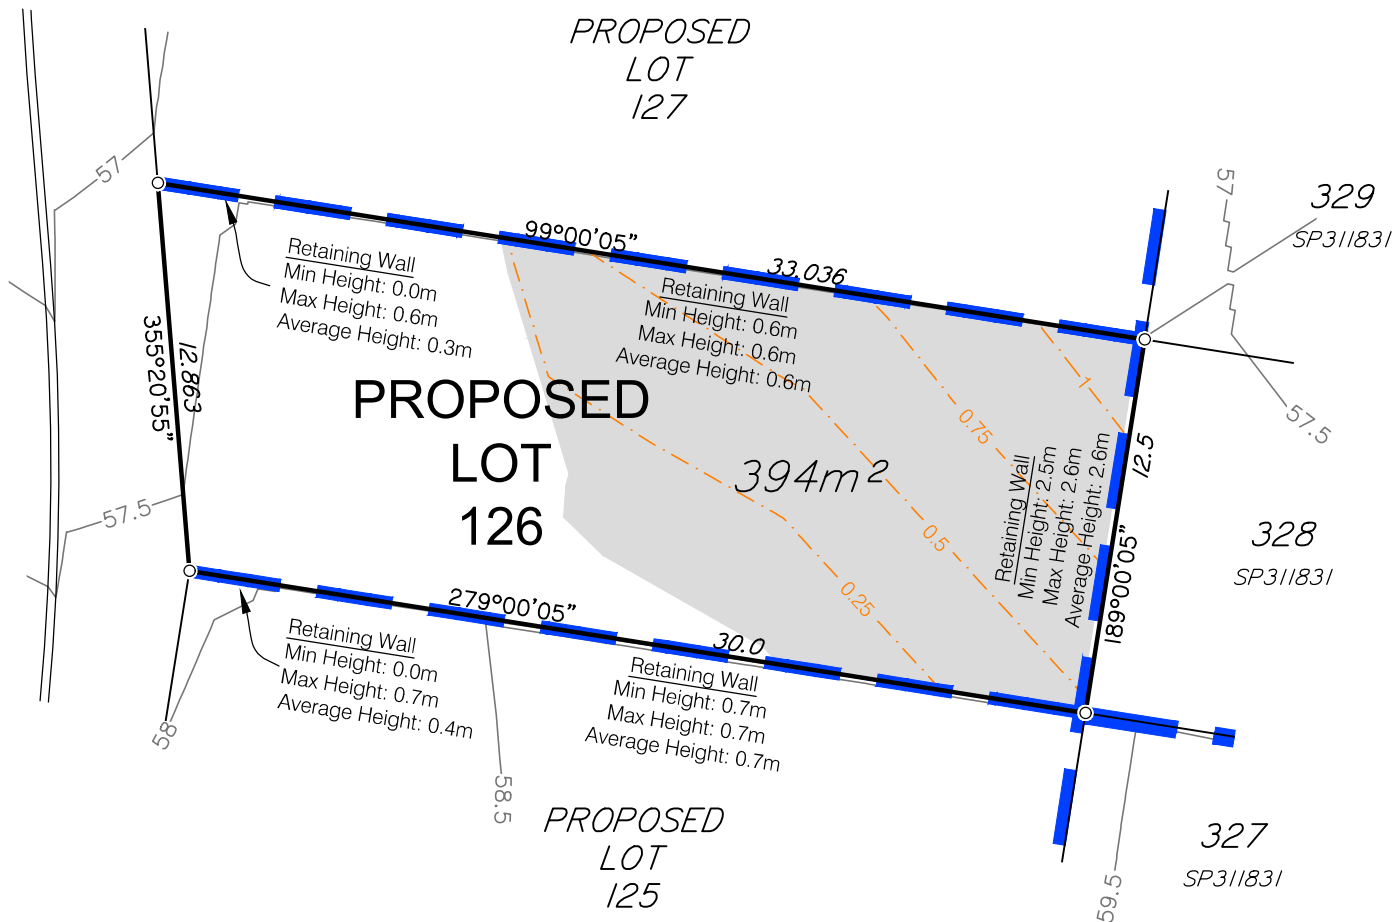 PROPOSED
LOT
127
57
57
329
SP311831
99°00'05"
33.036
Retaining Wall
Min Height: 0.0m
Max Height: 0.6m
Average Height: 0.3m
Retaining Wall
Min Height: 0.6m
Max Height: 0.6m
Average Height: 0.6m
355°20'55"
12.863
PROPOSED
LOT
126
394m²
1
0.75
0.5
0.25
Retaining Wall
Min Height: 2.5m
Max Height: 2.6m
Average Height: 2.6m
12.5
189°00'05"
57.5
57.5
328
SP311831
279°00'05"
30.0
Retaining Wall
Min Height: 0.0m
Max Height: 0.7m
Average Height: 0.4m
Retaining Wall
Min Height: 0.7m
Max Height: 0.7m
Average Height: 0.7m
58
58.5
PROPOSED
LOT
125
327
SP311831
59.5